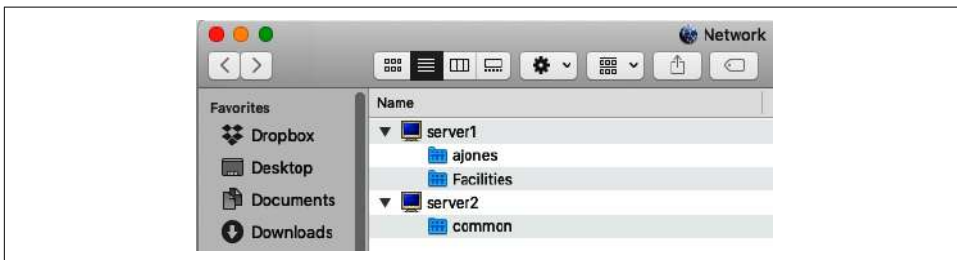 Network
Favorites
Dropbox
Desktop
Documents
Downloads
Name
server1
ajones
Facilities
server2
common